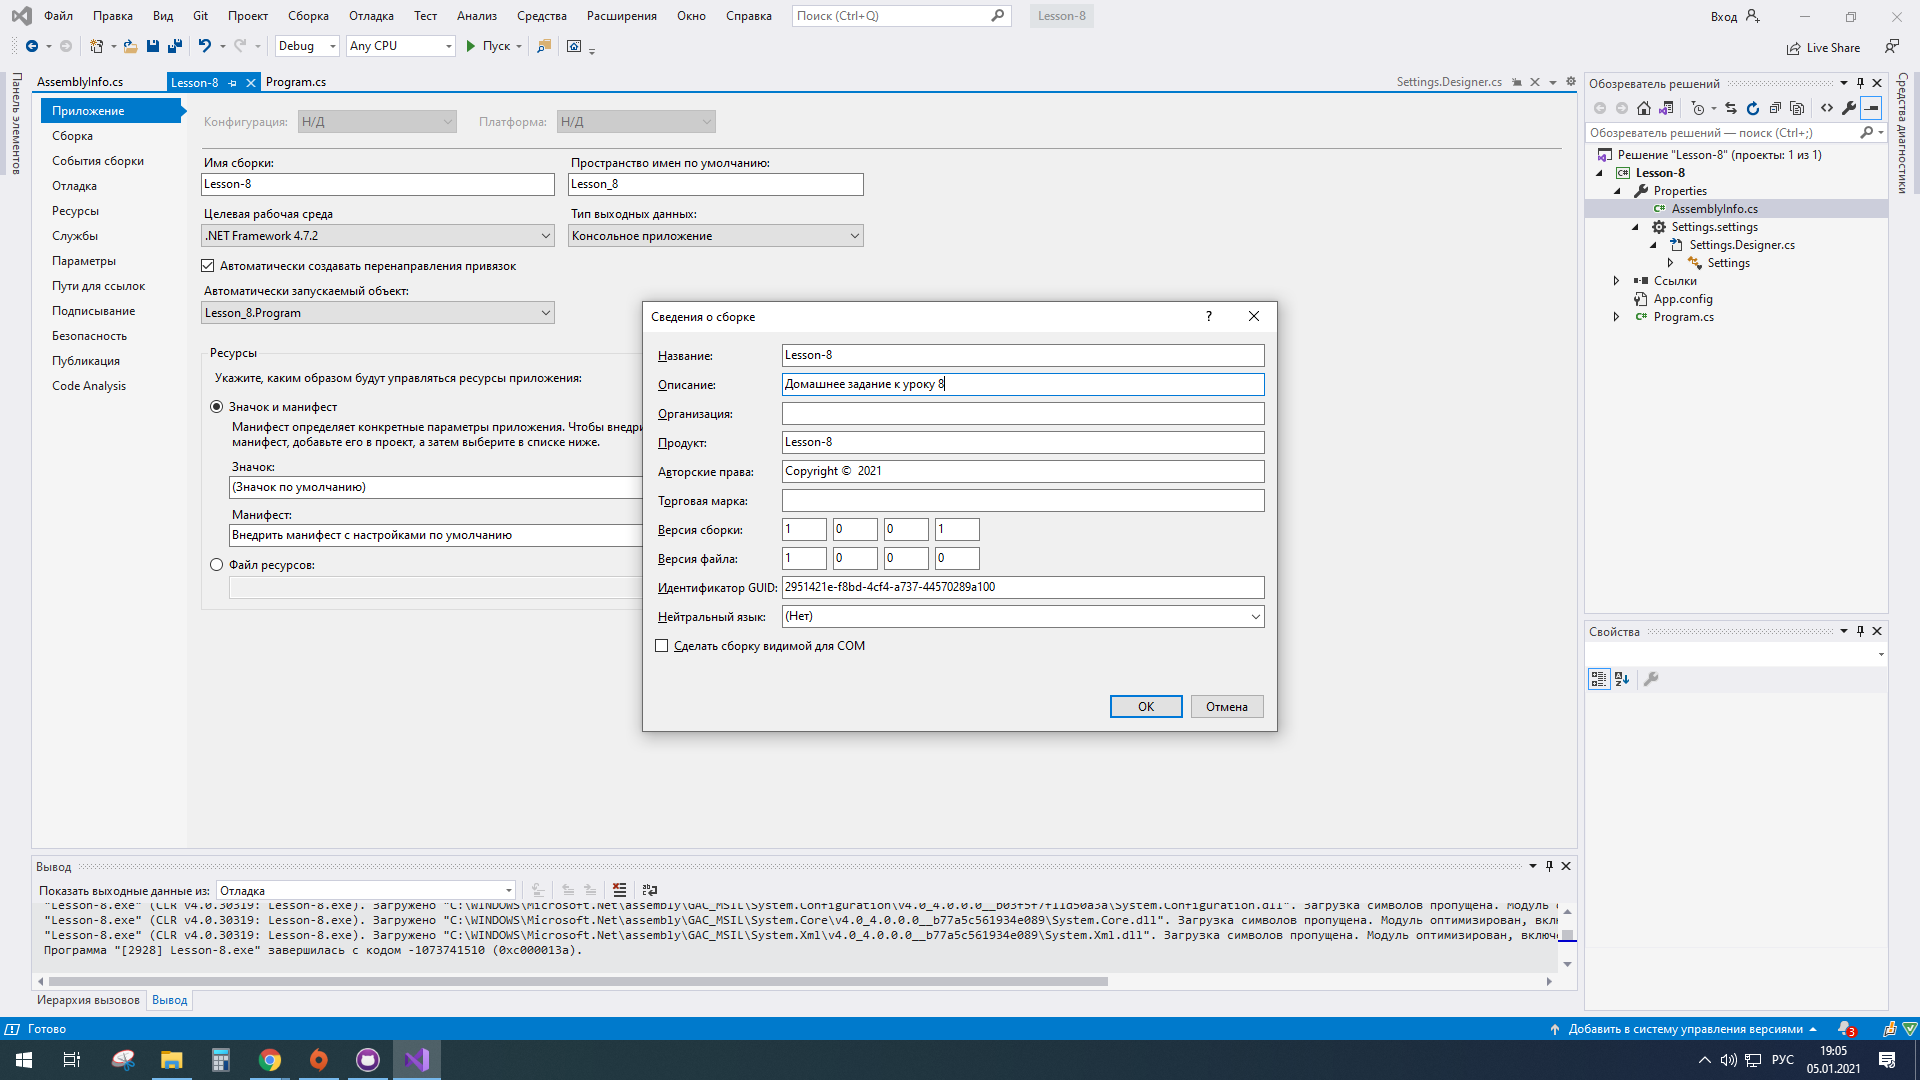 Файл Правка Вид Git Проект Сборка Отладка Тест Анализ Средства Расширения Окно Справка Поиск (Ctrl+Q) Lesson-8 Вход
Debug Any CPU Пуск Live Share
Панель элементов
AssemblyInfo.cs Lesson-8 Program.cs Settings.Designer.cs
Приложение
Сборка
События сборки
Отладка
Ресурсы
Службы
Параметры
Пути для ссылок
Подписывание
Безопасность
Публикация
Code Analysis
Конфигурация: Н/Д Платформа: Н/Д
Имя сборки: Пространство имен по умолчанию:
Lesson-8 Lesson_8
Целевая рабочая среда Тип выходных данных:
.NET Framework 4.7.2 Консольное приложение
Автоматически создавать перенаправления привязок
Автоматически запускаемый объект:
Lesson_8.Program
Ресурсы
Укажите, каким образом будут управляться ресурсы приложения:
Значок и манифест
Манифест определяет конкретные параметры приложения. Чтобы внедри
манифест, добавьте его в проект, а затем выберите в списке ниже.
Значок:
(Значок по умолчанию)
Манифест:
Внедрить манифест с настройками по умолчанию
Файл ресурсов:
Сведения о сборке ?
Название: Lesson-8
Описание: Домашнее задание к уроку 8
Организация:
Продукт: Lesson-8
Авторские права: Copyright © 2021
Торговая марка:
Версия сборки: 1 0 0 1
Версия файла: 1 0 0 0
Идентификатор GUID: 2951421e-f8bd-4cf4-a737-44570289a100
Нейтральный язык: (Нет)
Сделать сборку видимой для COM
OK Отмена
Обозреватель решений
Обозреватель решений — поиск (Ctrl+;)
Решение "Lesson-8" (проекты: 1 из 1)
Lesson-8
Properties
AssemblyInfo.cs
Settings.settings
Settings.Designer.cs
Settings
Ссылки
App.config
Program.cs
Средства диагностики
Свойства
Вывод
Показать выходные данные из: Отладка
"Lesson-8.exe" (CLR v4.0.30319: Lesson-8.exe). Загружено "C:\WINDOWS\Microsoft.Net\assembly\GAC_MSIL\System.Configuration\v4.0_4.0.0.0__b03f5f7f11d50a3a\System.Configuration.dll". Загрузка символов пропущена. Модуль
"Lesson-8.exe" (CLR v4.0.30319: Lesson-8.exe). Загружено "C:\WINDOWS\Microsoft.Net\assembly\GAC_MSIL\System.Core\v4.0_4.0.0.0__b77a5c561934e089\System.Core.dll". Загрузка символов пропущена. Модуль оптимизирован, вклю
"Lesson-8.exe" (CLR v4.0.30319: Lesson-8.exe). Загружено "C:\WINDOWS\Microsoft.Net\assembly\GAC_MSIL\System.Xml\v4.0_4.0.0.0__b77a5c561934e089\System.Xml.dll". Загрузка символов пропущена. Модуль оптимизирован, включ
Программа "[2928] Lesson-8.exe" завершилась с кодом -1073741510 (0xc000013a).
Иерархия вызовов Вывод
Готово Добавить в систему управления версиями 3
РУС 19:05
05.01.2021